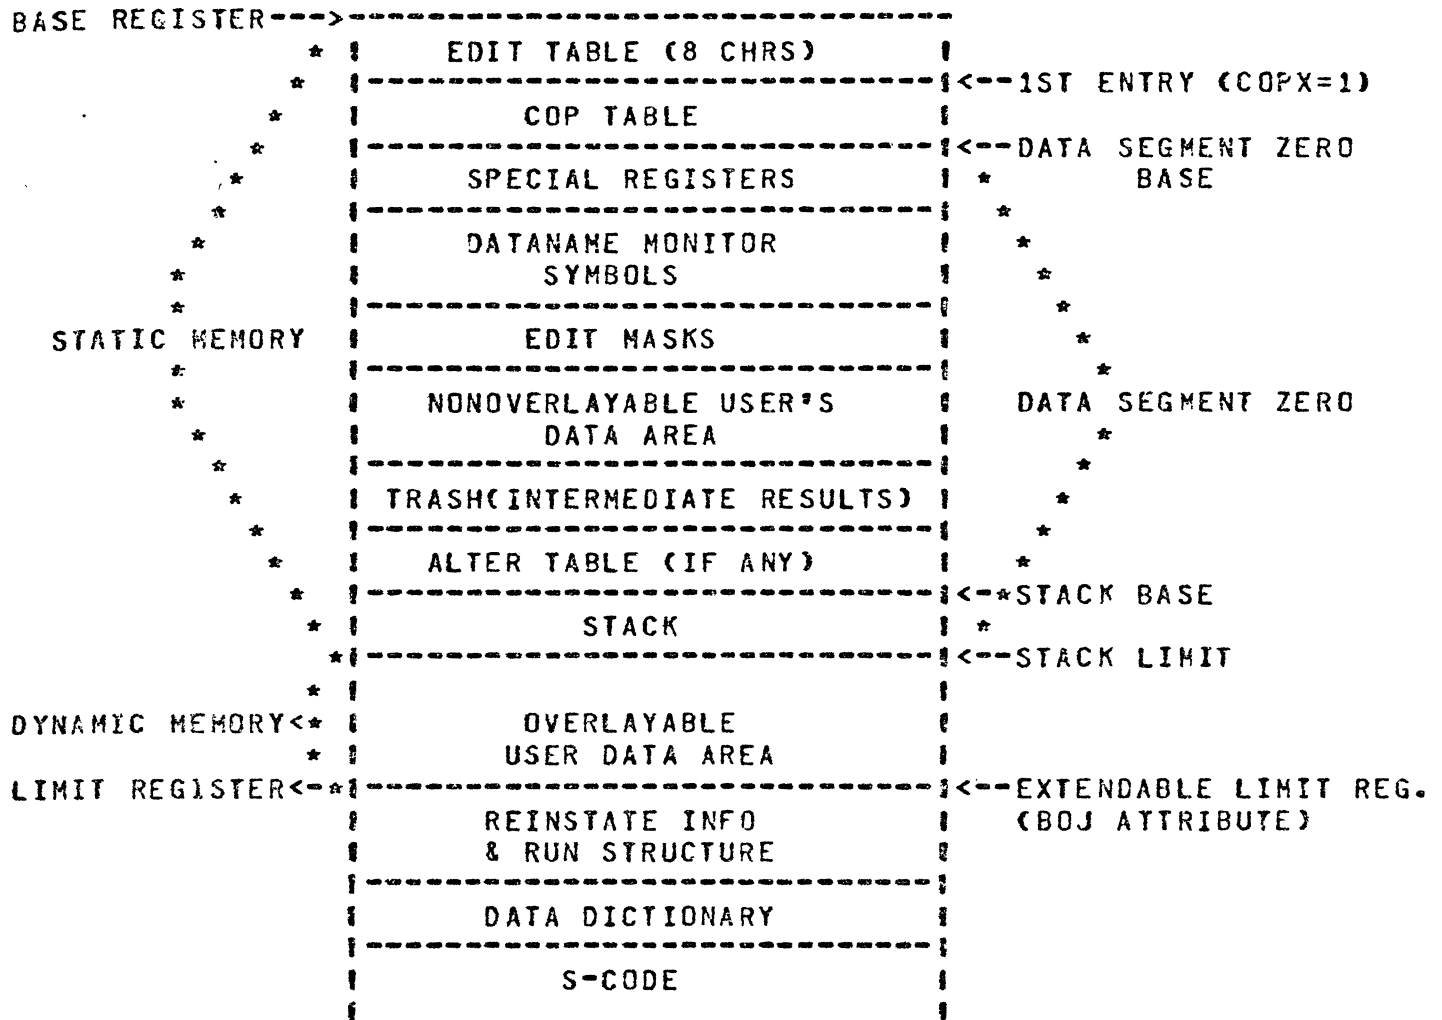 BASE REGISTER--->------------------------------
* | EDIT TABLE (8 CHRS) |
* |-----------------------------|<--1ST ENTRY (COPX=1)
* | COP TABLE |
* |-----------------------------|<--DATA SEGMENT ZERO
* | SPECIAL REGISTERS | * BASE
* |-----------------------------| *
* | DATANAME MONITOR | *
* | SYMBOLS | *
* |-----------------------------| *
STATIC MEMORY | EDIT MASKS | *
* |-----------------------------| *
* | NONOVERLAYABLE USER'S | DATA SEGMENT ZERO
* | DATA AREA | *
* |-----------------------------| *
* | TRASH(INTERMEDIATE RESULTS) | *
* |-----------------------------| *
* | ALTER TABLE (IF ANY) | *
* |-----------------------------|<-*STACK BASE
* | STACK | *
*|-----------------------------|<--STACK LIMIT
* | |
DYNAMIC MEMORY<* | OVERLAYABLE |
* | USER DATA AREA |
LIMIT REGISTER<-*|-----------------------------|<--EXTENDABLE LIMIT REG.
| REINSTATE INFO | (BOJ ATTRIBUTE)
| & RUN STRUCTURE |
|-----------------------------|
| DATA DICTIONARY |
|-----------------------------|
| S-CODE |
| |